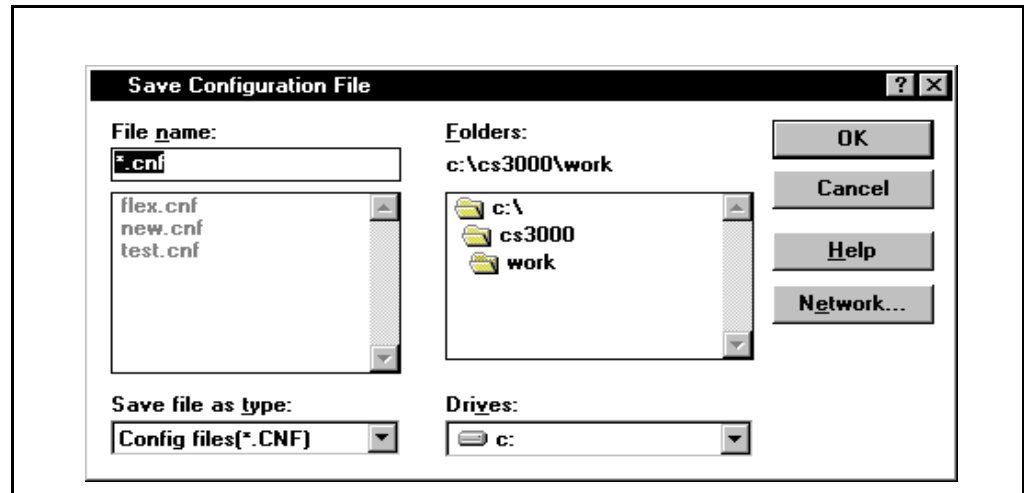 Save Configuration File
File name:
*.cnf
flex.cnf
new.cnf
test.cnf
Save file as type:
Config files(*.CNF)
Folders:
c:\cs3000\work
c:\
cs3000
work
Drives:
c:
OK
Cancel
Help
Network...